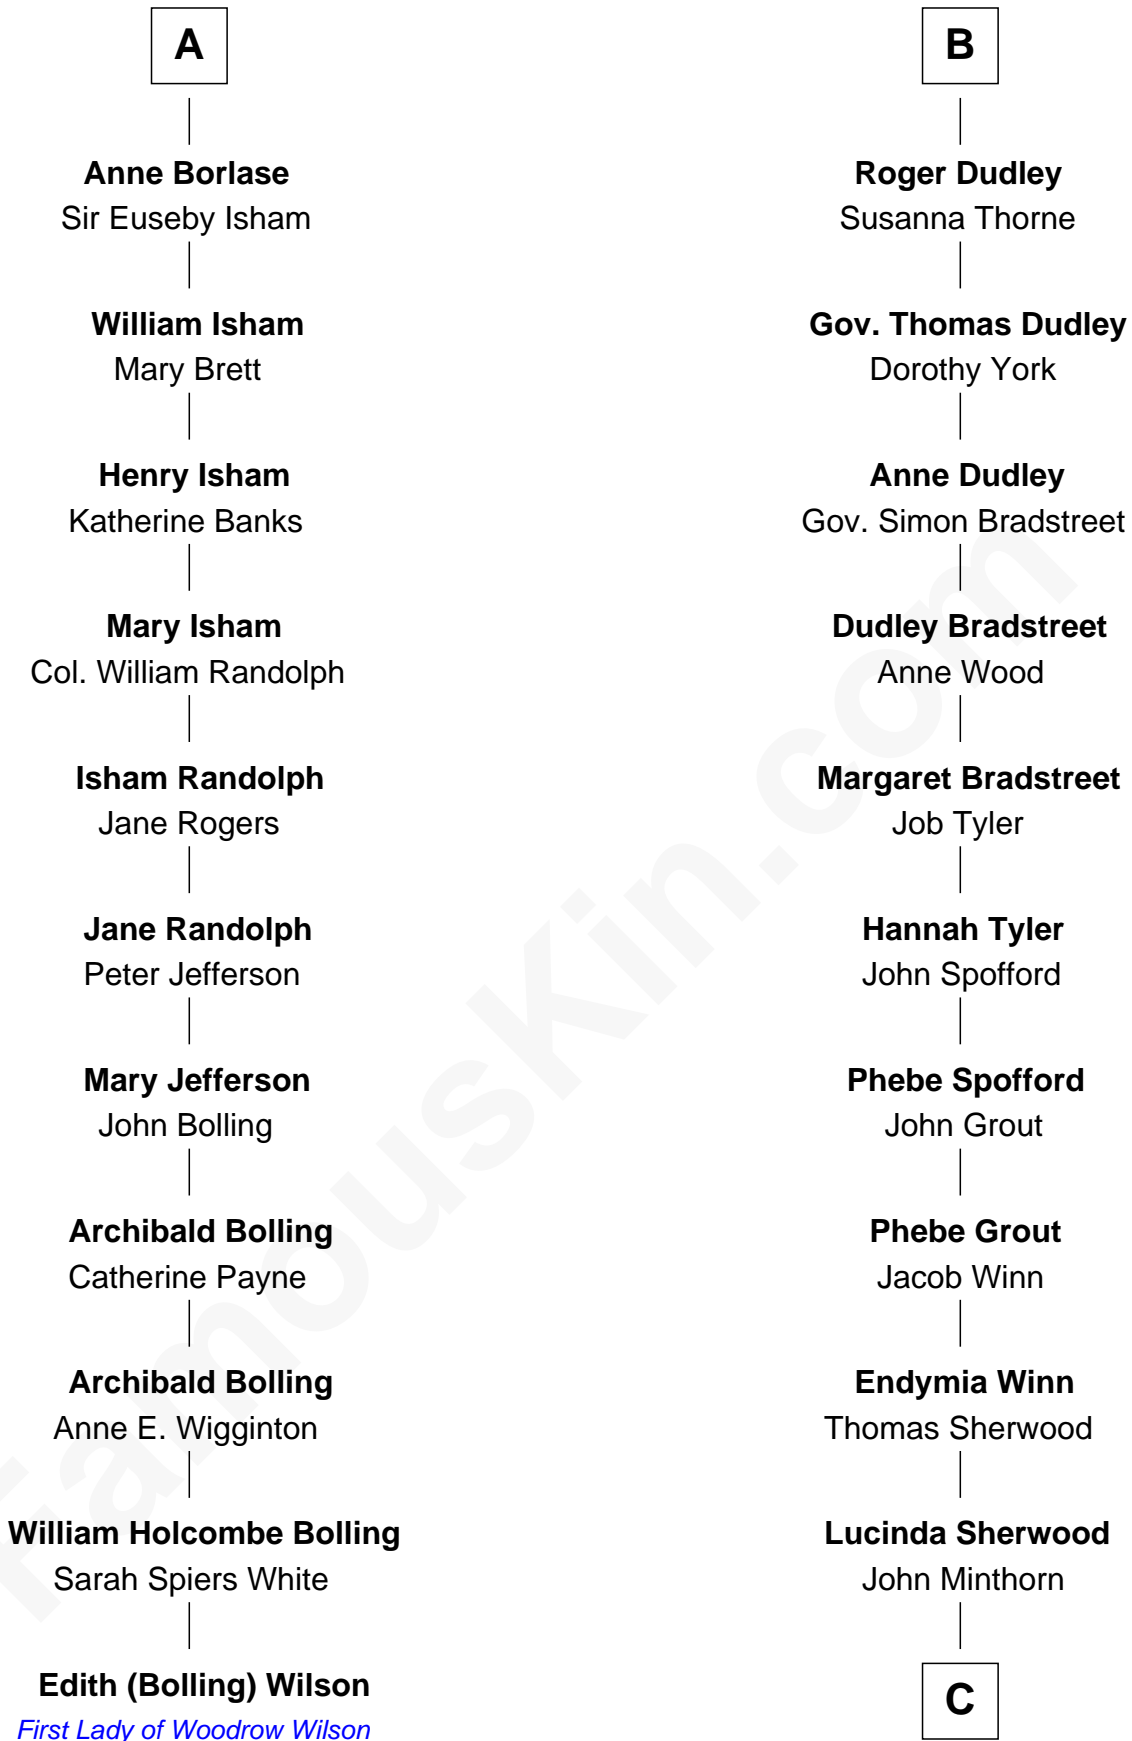 A
Anne Borlase
Sir Euseby Isham
William Isham
Mary Brett
Henry Isham
Katherine Banks
Mary Isham
Col. William Randolph
Isham Randolph
Jane Rogers
Jane Randolph
Peter Jefferson
Mary Jefferson
John Bolling
Archibald Bolling
Catherine Payne
Archibald Bolling
Anne E. Wigginton
William Holcombe Bolling
Sarah Spiers White
Edith (Bolling) Wilson
First Lady of Woodrow Wilson
B
Roger Dudley
Susanna Thorne
Gov. Thomas Dudley
Dorothy York
Anne Dudley
Gov. Simon Bradstreet
Dudley Bradstreet
Anne Wood
Margaret Bradstreet
Job Tyler
Hannah Tyler
John Spofford
Phebe Spofford
John Grout
Phebe Grout
Jacob Winn
Endymia Winn
Thomas Sherwood
Lucinda Sherwood
John Minthorn
C
FamousKin.com